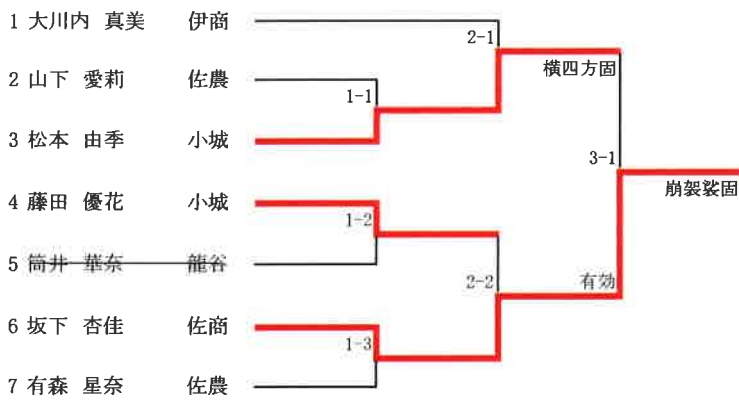 1 大川内 真美 伊商
2-1
横四方固
2 山下 愛莉 佐農
1-1
3 松本 由季 小城
3-1
崩袈裟固
4 藤田 優花 小城
1-2
5 筒井 華奈 龍谷
2-2
有効
6 坂下 杏佳 佐商
1-3
7 有森 星奈 佐農